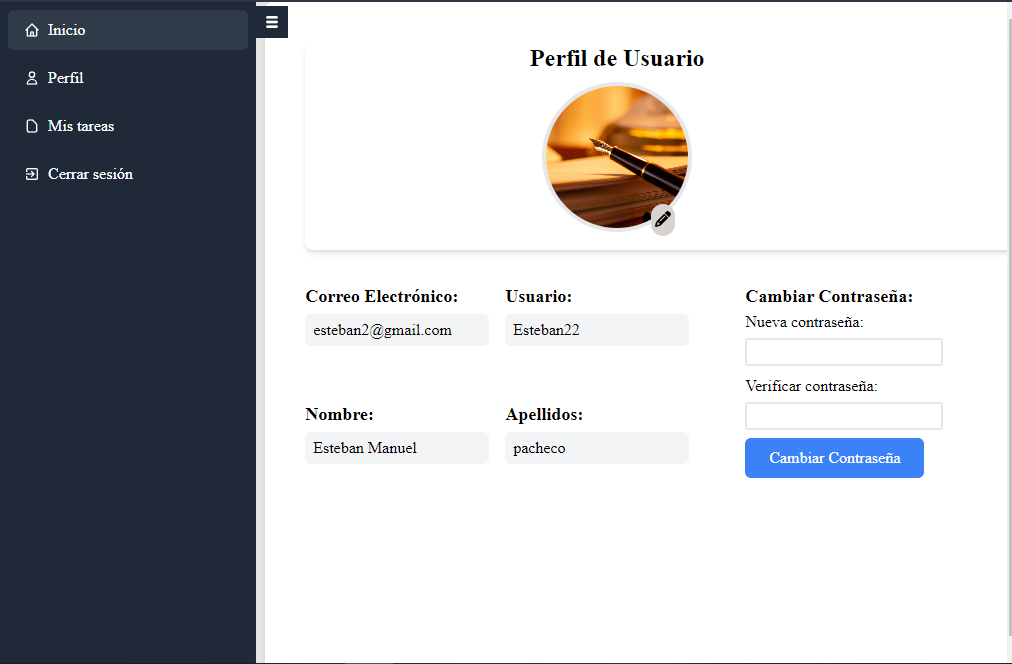 Inicio
Perfil
Mis tareas
Cerrar sesión
Perfil de Usuario
Correo Electrónico:
esteban2@gmail.com
Usuario:
Esteban22
Nombre:
Esteban Manuel
Apellidos:
pacheco
Cambiar Contraseña:
Nueva contraseña:
Verificar contraseña:
Cambiar Contraseña